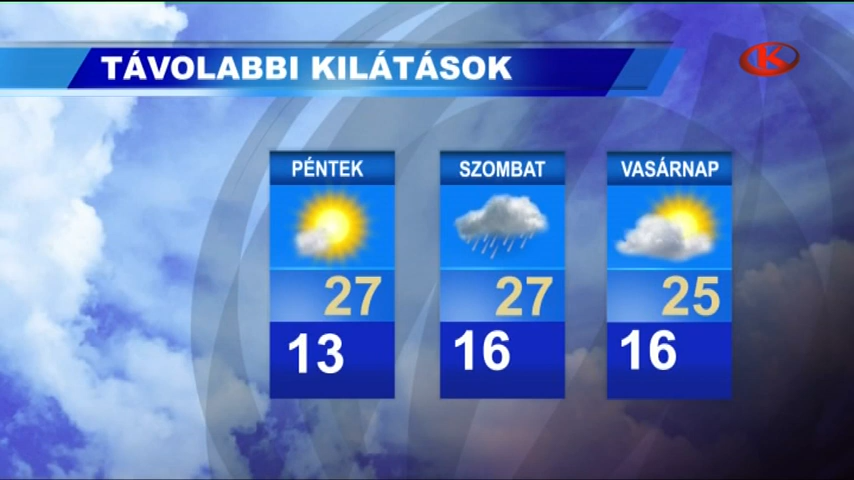 TÁVOLABBI KILÁTÁSOK
K
PÉNTEK
27
13
SZOMBAT
27
16
VASÁRNAP
25
16